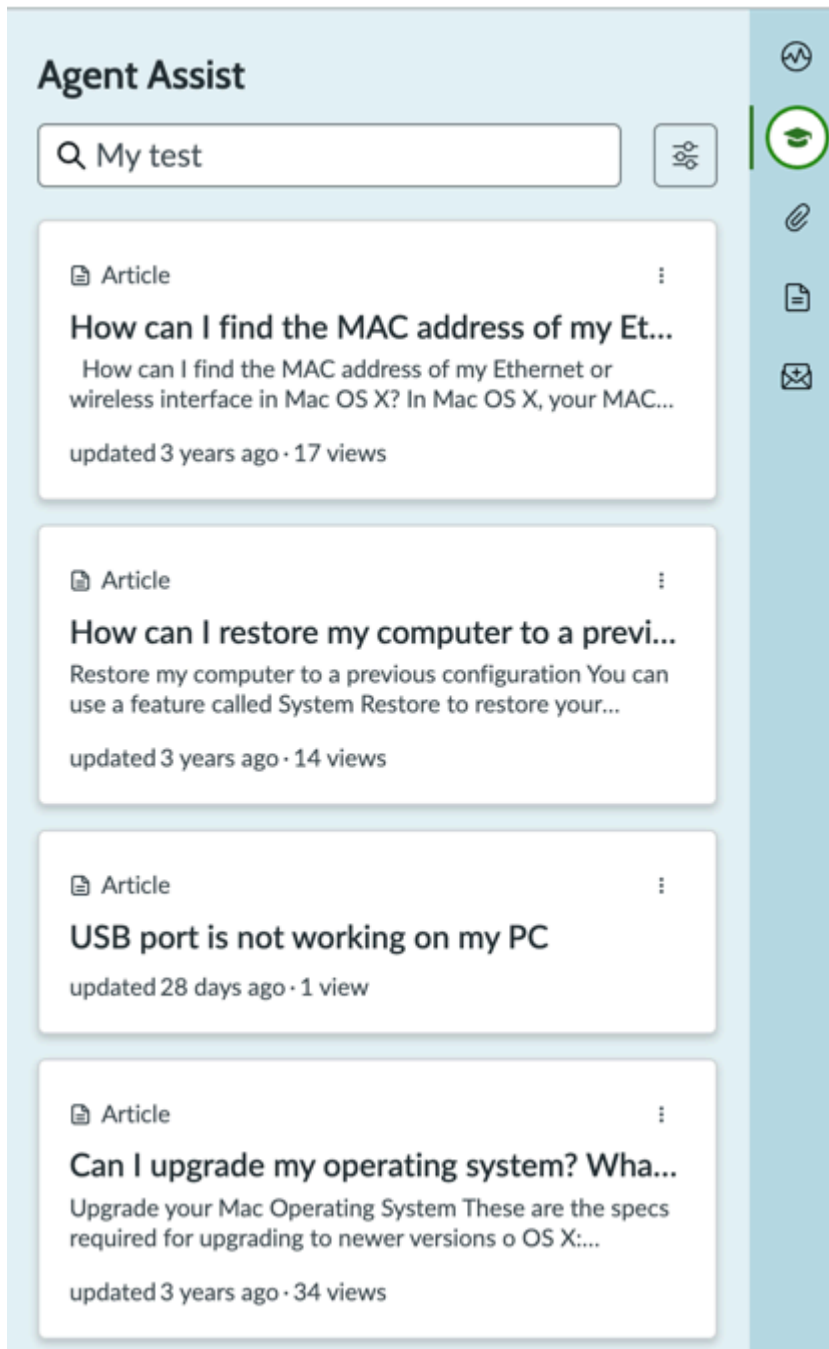 Agent Assist
My test
Article
How can I find the MAC address of my Et...
How can I find the MAC address of my Ethernet or
wireless interface in Mac OS X? In Mac OS X, your MAC...
updated 3 years ago · 17 views
Article
How can I restore my computer to a previ...
Restore my computer to a previous configuration You can
use a feature called System Restore to restore your...
updated 3 years ago · 14 views
Article
USB port is not working on my PC
updated 28 days ago · 1 view
Article
Can I upgrade my operating system? Wha...
Upgrade your Mac Operating System These are the specs
required for upgrading to newer versions o OS X:...
updated 3 years ago · 34 views